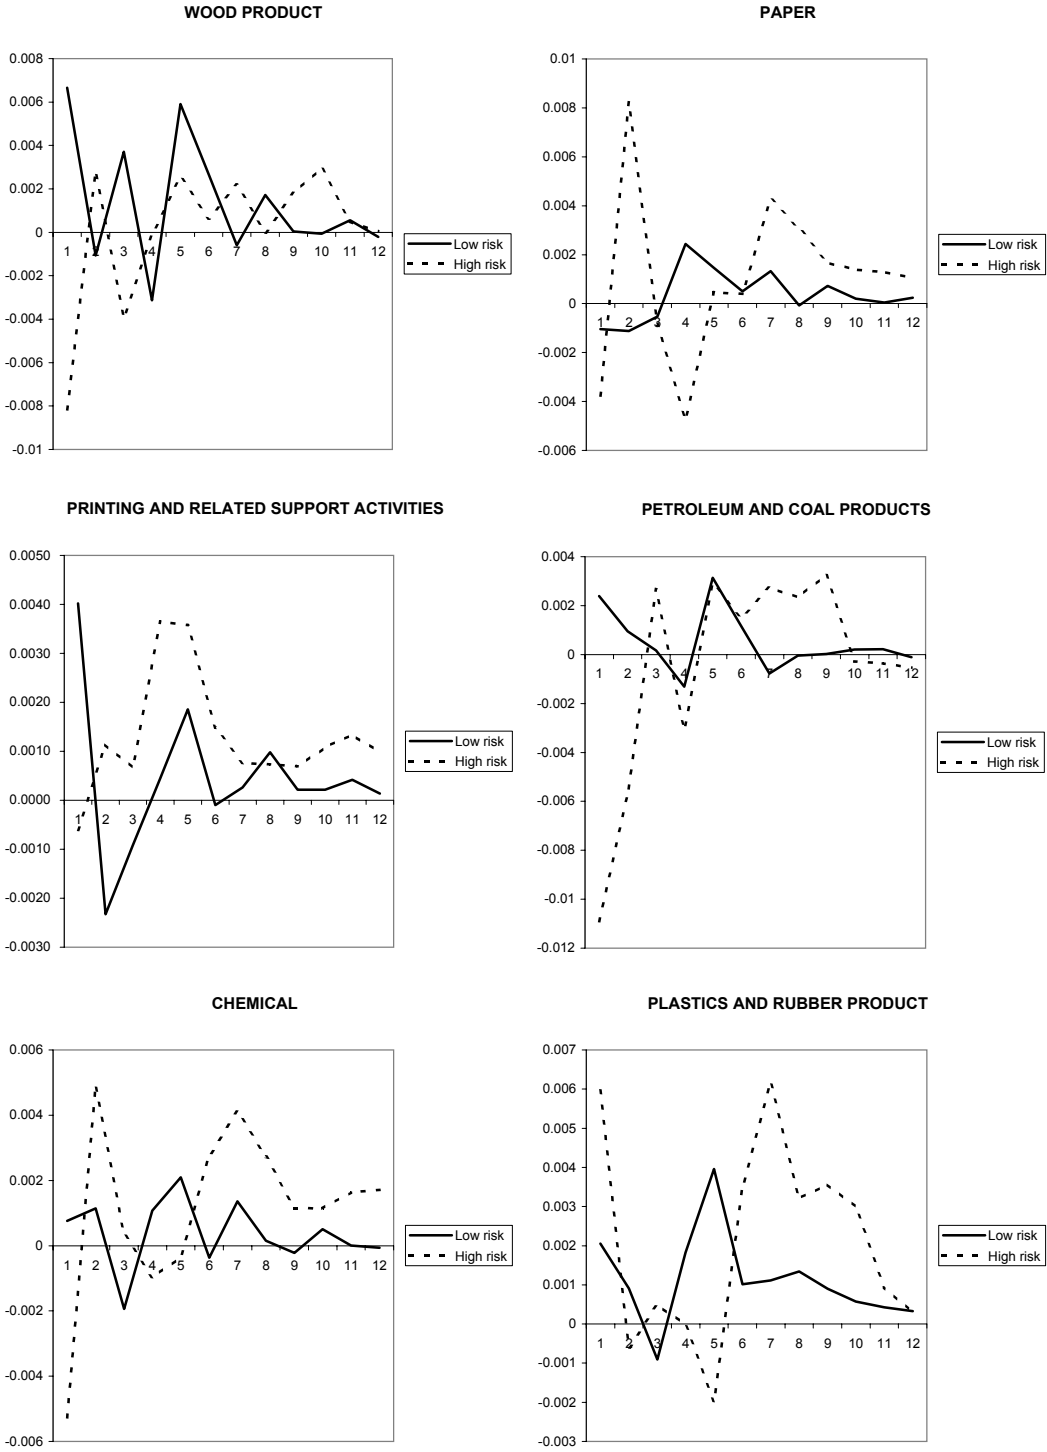 WOOD PRODUCT
0.008
0.006
0.004
0.002
0
-0.002
-0.004
-0.006
-0.008
-0.01
1 2 3 4 5 6 7 8 9 10 11 12
Low risk
High risk
PAPER
0.01
0.008
0.006
0.004
0.002
0
-0.002
-0.004
-0.006
1 2 3 4 5 6 7 8 9 10 11 12
Low risk
High risk
PRINTING AND RELATED SUPPORT ACTIVITIES
0.0050
0.0040
0.0030
0.0020
0.0010
0.0000
-0.0010
-0.0020
-0.0030
1 2 3 4 5 6 7 8 9 10 11 12
Low risk
High risk
PETROLEUM AND COAL PRODUCTS
0.004
0.002
0
-0.002
-0.004
-0.006
-0.008
-0.01
-0.012
1 2 3 4 5 6 7 8 9 10 11 12
Low risk
High risk
CHEMICAL
0.006
0.004
0.002
0
-0.002
-0.004
-0.006
1 2 3 4 5 6 7 8 9 10 11 12
Low risk
High risk
PLASTICS AND RUBBER PRODUCT
0.007
0.006
0.005
0.004
0.003
0.002
0.001
0
-0.001
-0.002
-0.003
1 2 3 4 5 6 7 8 9 10 11 12
Low risk
High risk